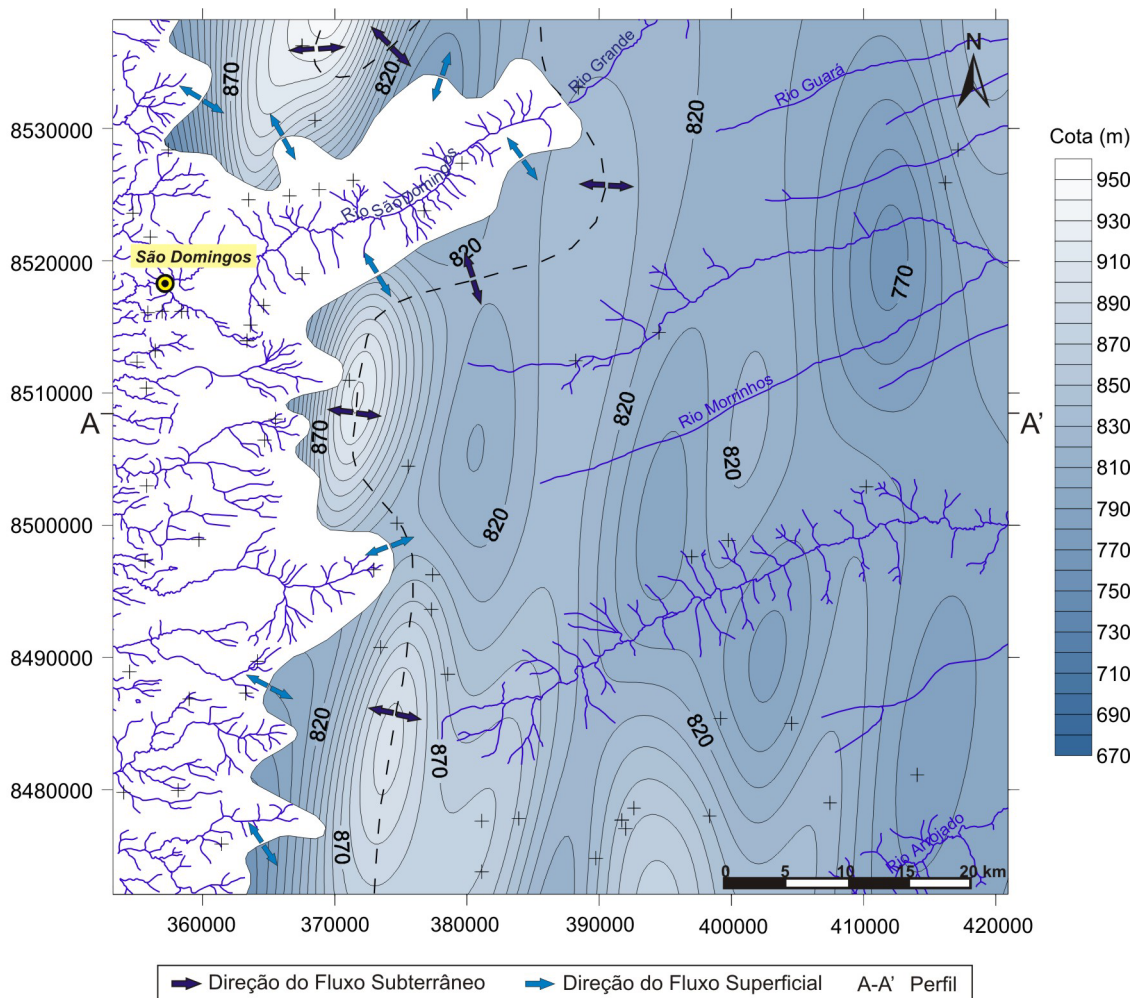 N
Rio Grande
Rio Guará
870
820
820
8530000
Rio São Domingos
São Domingos
8520000
820
770
8510000
A
A'
820
Rio Morrinhos
870
820
820
8500000
8490000
820
820
870
8480000
870
Rio Arrojado
0 5 10 15 20 km
360000 370000 380000 390000 400000 410000 420000
Cota (m)
950
930
910
890
870
850
830
810
790
770
750
730
710
690
670
Direção do Fluxo Subterrâneo Direção do Fluxo Superficial A-A' Perfil